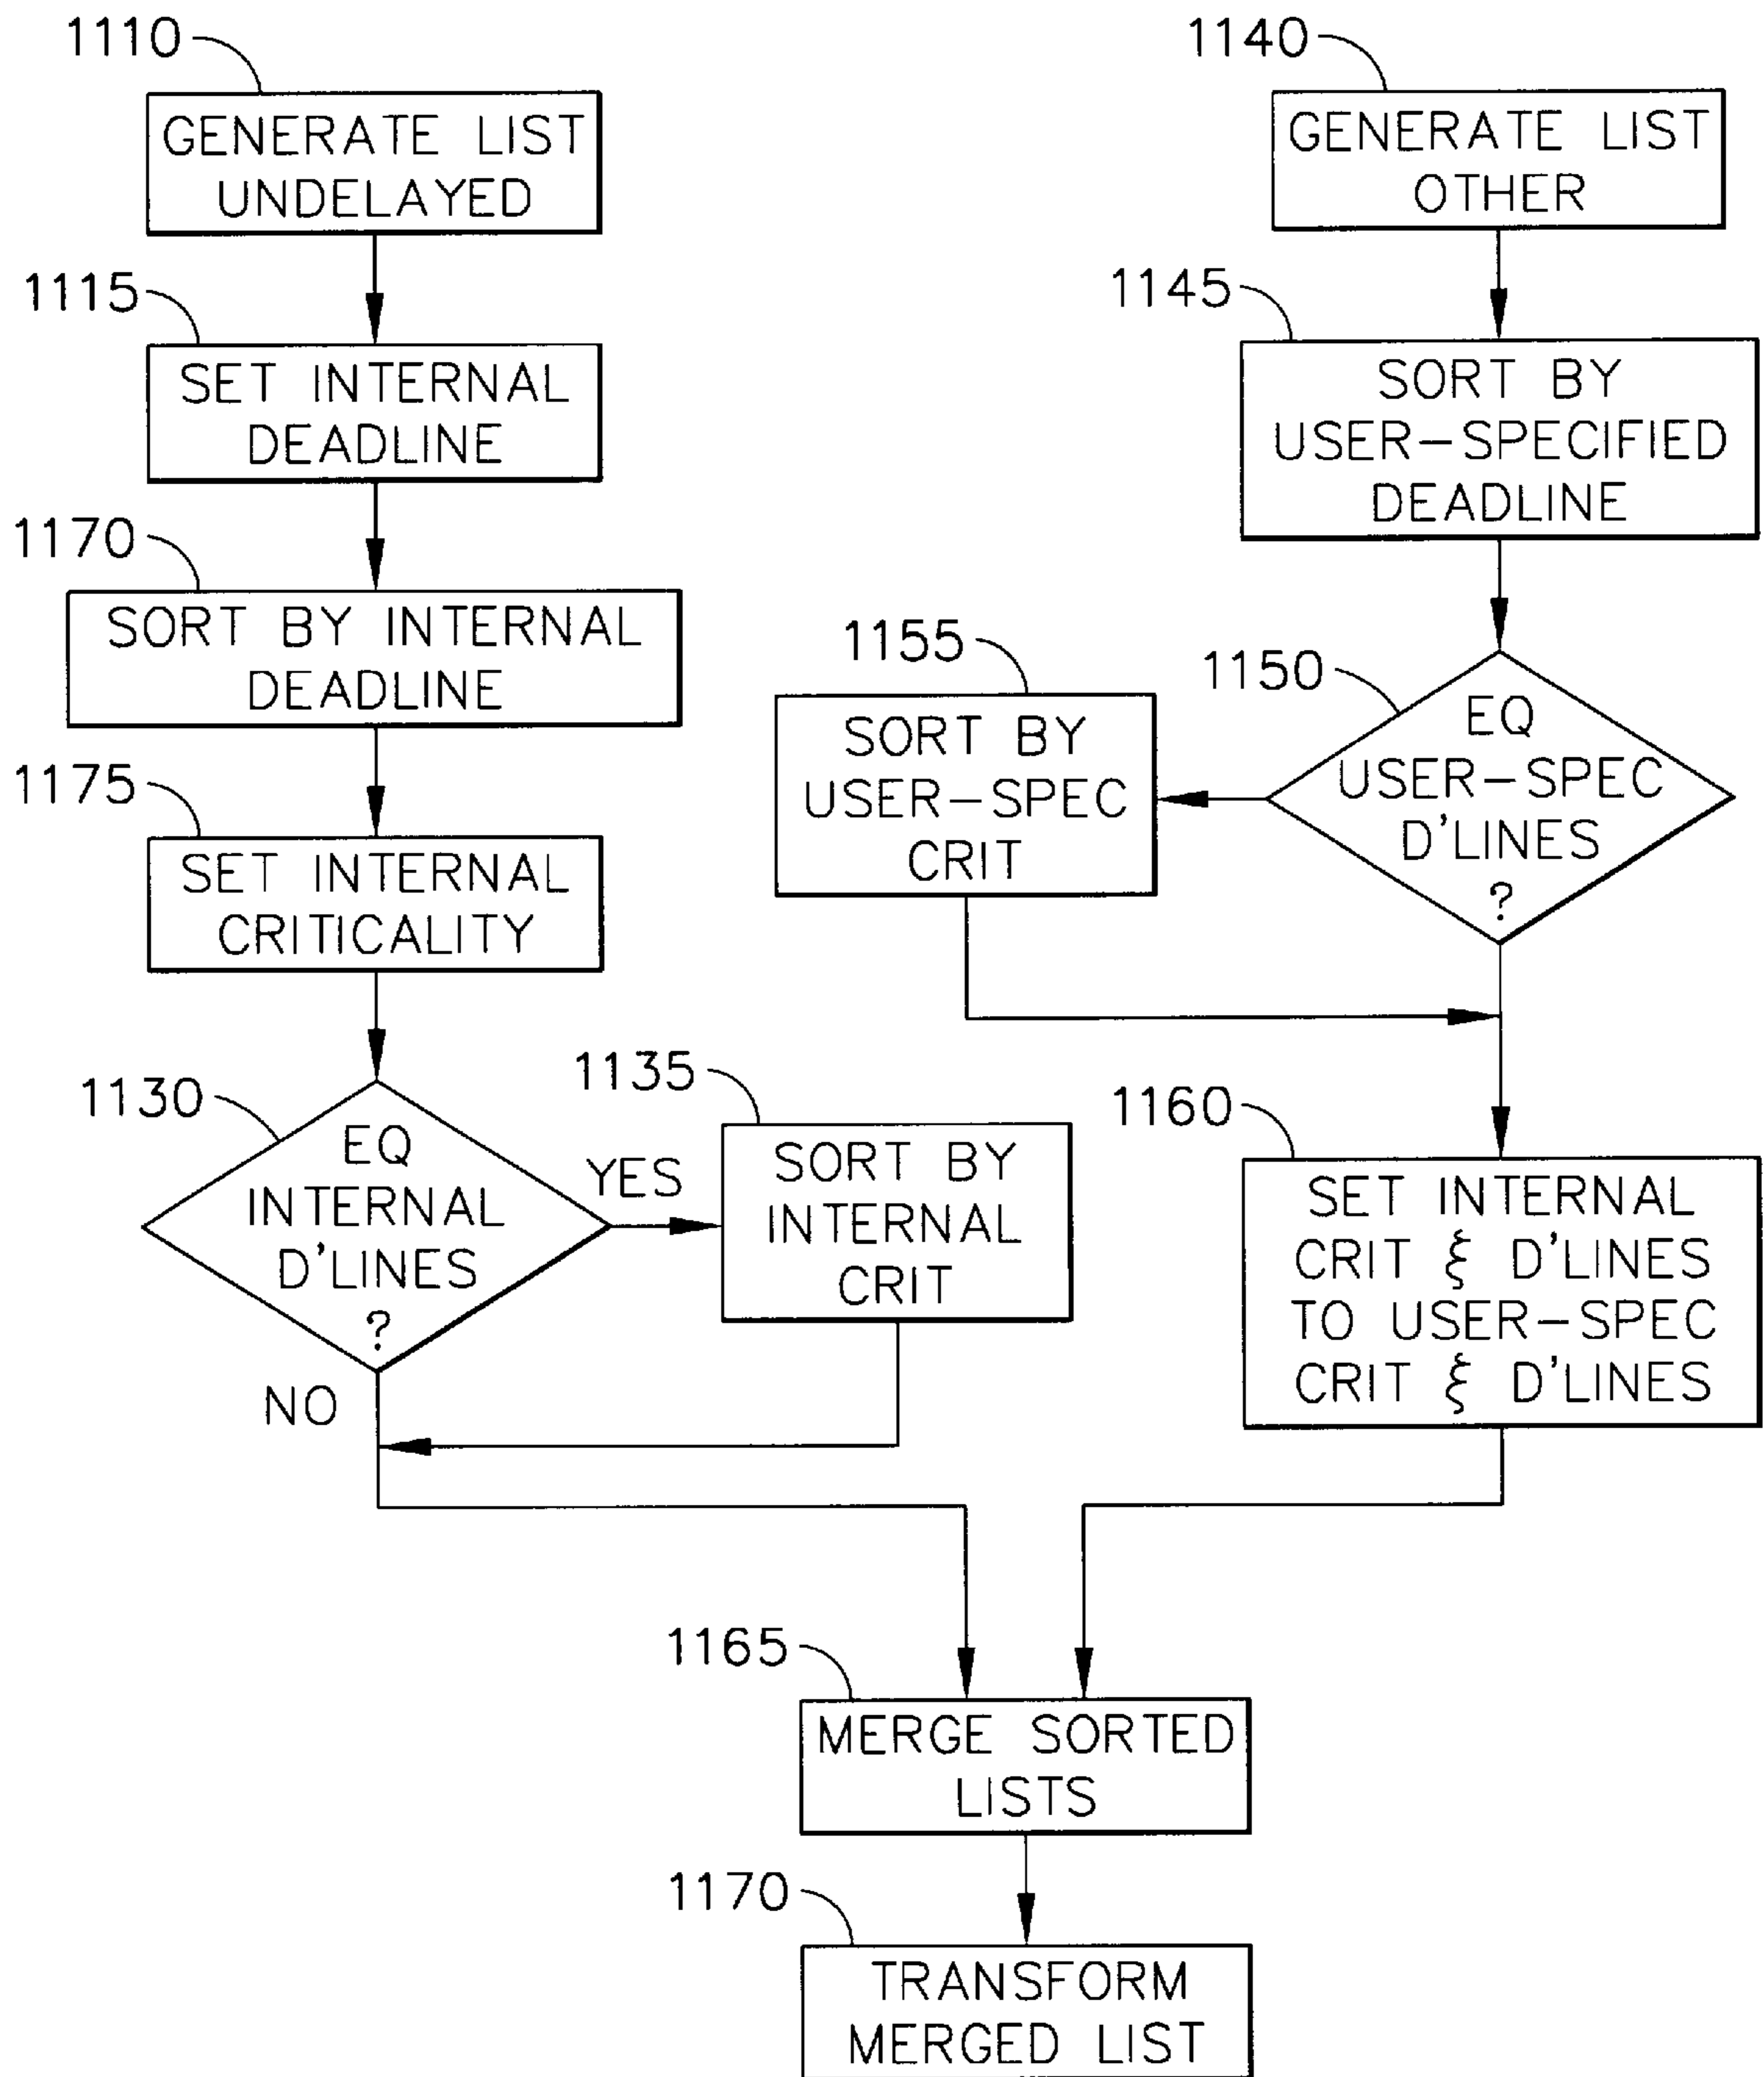 1110
GENERATE LIST
UNDELAYED
1115
SET INTERNAL
DEADLINE
1170
SORT BY INTERNAL
DEADLINE
1175
SET INTERNAL
CRITICALITY
1130
EQ
INTERNAL
D'LINES
?
YES
NO
1135
SORT BY
INTERNAL
CRIT
1140
GENERATE LIST
OTHER
1145
SORT BY
USER-SPECIFIED
DEADLINE
1150
EQ
USER-SPEC
D'LINES
?
1155
SORT BY
USER-SPEC
CRIT
1160
SET INTERNAL
CRIT & D'LINES
TO USER-SPEC
CRIT & D'LINES
1165
MERGE SORTED
LISTS
1170
TRANSFORM
MERGED LIST